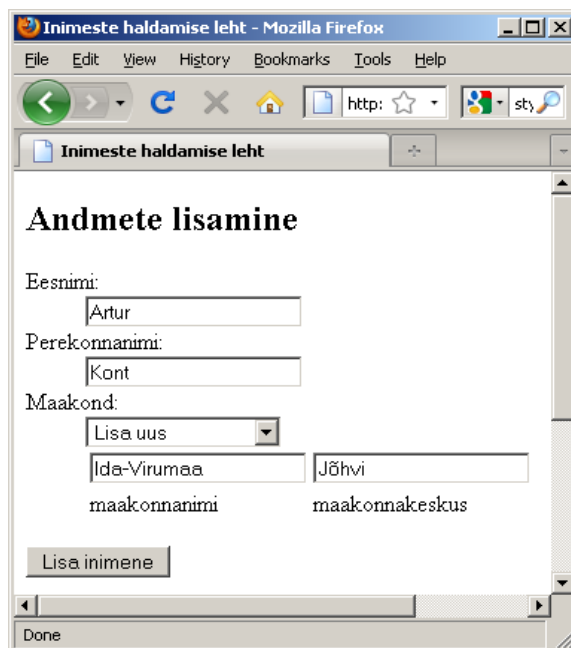 Inimeste haldamise leht - Mozilla Firefox
File Edit View History Bookmarks Tools Help
http: sty
Inimeste haldamise leht
Andmete lisamine
Eesnimi:
Artur
Perekonnanimi:
Kont
Maakond:
Lisa uus
Ida-Virumaa Jõhvi
maakonnanimi maakonnakeskus
Lisa inimene
Done